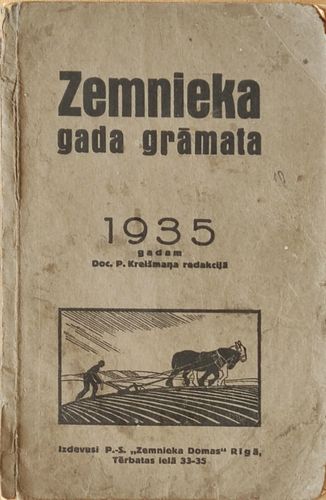 Zemnieka
gada grāmata
1935
gadam
Doc. P. Kreišmaņa redakcijā
Izdevusi P.-S. „Zemnieka Domas" Rīgā,
Tērbatas ielā 33-35